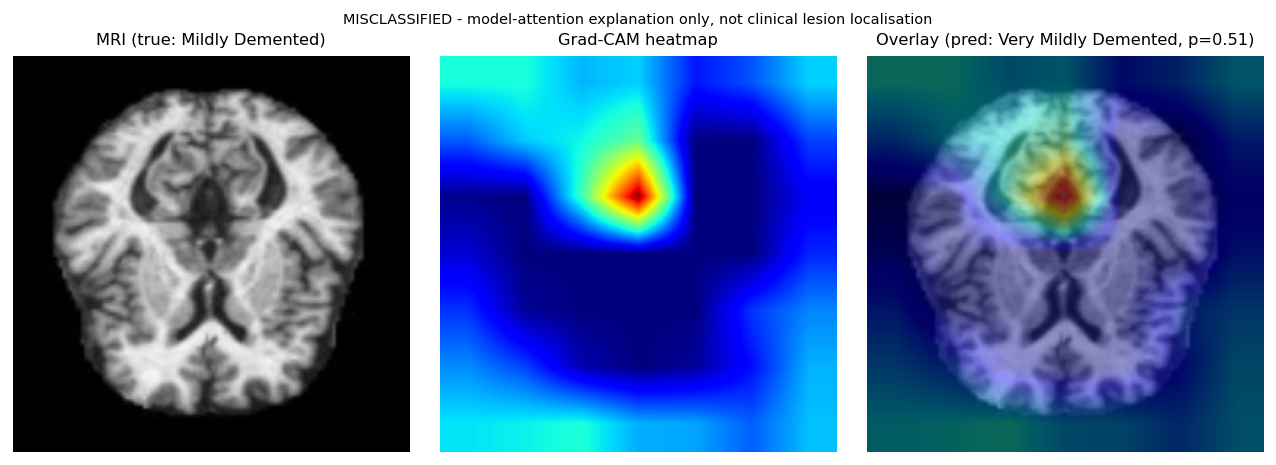 MISCLASSIFIED - model-attention explanation only, not clinical lesion localisation
MRI (true: Mildly Demented)
Grad-CAM heatmap
Overlay (pred: Very Mildly Demented, p=0.51)